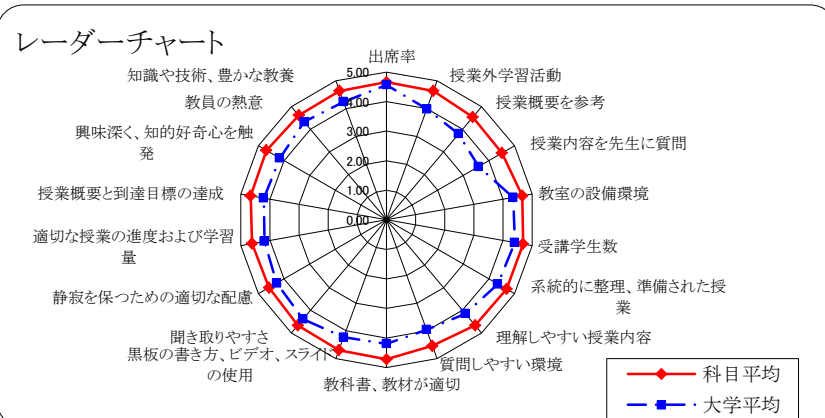 レーダーチャート
出席率
授業外学習活動
授業概要を参考
授業内容を先生に質問
教室の設備環境
受講学生数
系統的に整理、準備された授
業
理解しやすい授業内容
質問しやすい環境
教科書、教材が適切
黒板の書き方、ビデオ、スライド
の使用
聞き取りやすさ
静寂を保つための適切な配慮
適切な授業の進度および学習
量
授業概要と到達目標の達成
興味深く、知的好奇心を触
発
教員の熱意
知識や技術、豊かな教養
5.00
4.00
3.00
2.00
1.00
0.00
科目平均
大学平均